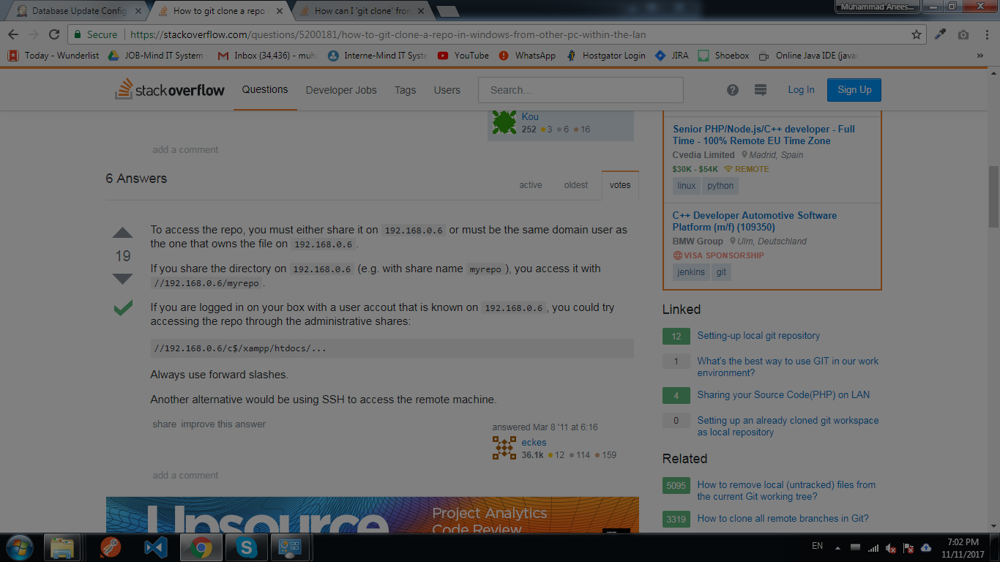 Database Update Config
How to git clone a repo i
How can I 'git clone' from
Muhammad Anees...
Secure
https://stackoverflow.com/questions/5200181/how-to-git-clone-a-repo-in-windows-from-other-pc-within-the-lan
Today - Wunderlist
JOB-Mind IT System
Inbox (34,436) - muh
Interne-Mind IT Syste
YouTube
WhatsApp
Hostgator Login
JIRA
Shoebox
Online Java IDE (java
»
stackoverflow
Questions
Developer Jobs
Tags
Users
Search...
Log In
Sign Up
Kou
252 3 6 16
add a comment
6 Answers
active
oldest
votes
19
To access the repo, you must either share it on 192.168.0.6 or must be the same domain user as
the one that owns the file on 192.168.0.6.
If you share the directory on 192.168.0.6 (e.g. with share name myrepo), you access it with
//192.168.0.6/myrepo.
If you are logged in on your box with a user accout that is known on 192.168.0.6, you could try
accessing the repo through the administrative shares:
//192.168.0.6/c$/xampp/htdocs/...
Always use forward slashes.
Another alternative would be using SSH to access the remote machine.
share improve this answer
answered Mar 8 '11 at 6:16
eckes
36.1k 12 114 159
add a comment
Upsource
Project Analytics
Code Review
Senior PHP/Node.js/C++ developer - Full
Time - 100% Remote EU Time Zone
Cvedia Limited Madrid, Spain
$30K - $54K REMOTE
linux python
C++ Developer Automotive Software
Platform (m/f) (109350)
BMW Group Ulm, Deutschland
VISA SPONSORSHIP
jenkins git
Linked
12 Setting-up local git repository
1 What's the best way to use GIT in our work
environment?
4 Sharing your Source Code(PHP) on LAN
0 Setting up an already cloned git workspace
as local repository
Related
5095 How to remove local (untracked) files from
the current Git working tree?
3319 How to clone all remote branches in Git?
EN
7:02 PM
11/11/2017